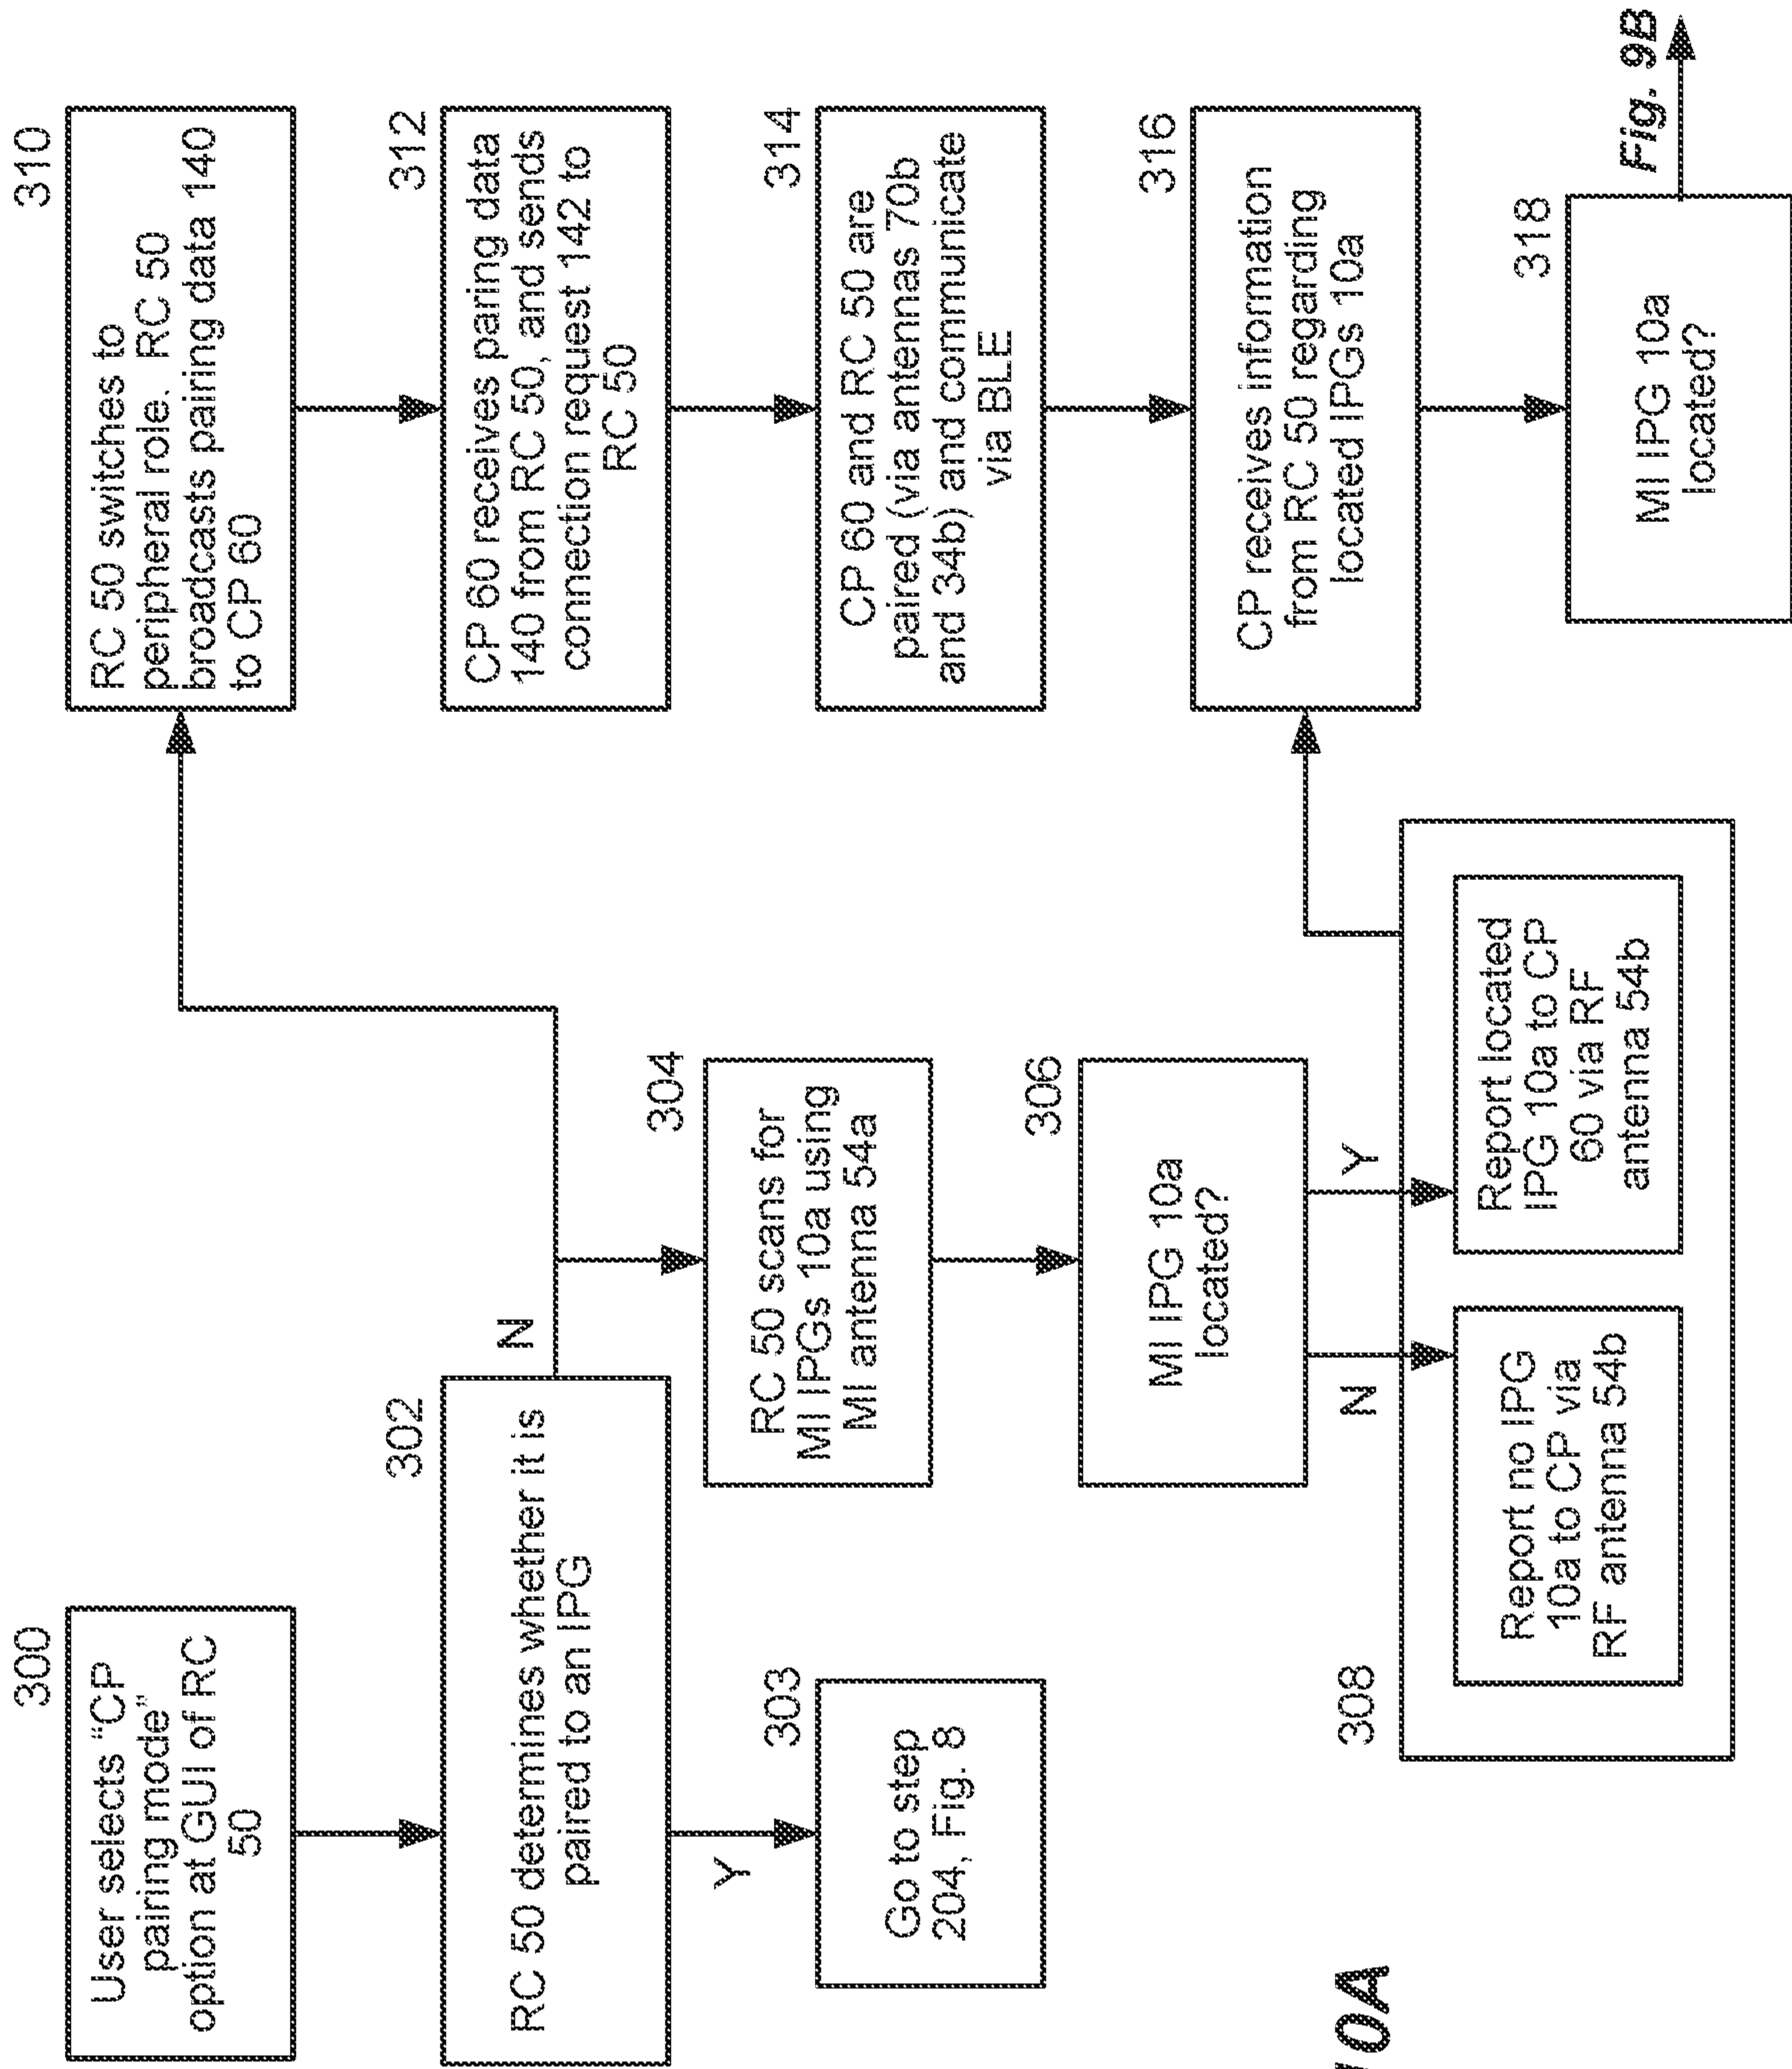 300
User selects “CP
pairing mode”
option at GUI of RC
50
302
RC 50 determines whether it is
paired to an IPG
Y
N
303
Go to step
204, Fig. 8
304
RC 50 scans for
MI IPGs 10a using
MI antenna 54a
306
MI IPG 10a
located?
N
Y
308
Report no IPG
10a to CP via
RF antenna 54b
Report located
IPG 10a to CP
60 via RF
antenna 54b
310
RC 50 switches to
peripheral role. RC 50
broadcasts pairing data 140
to CP 60
312
CP 60 receives paring data
140 from RC 50, and sends
connection request 142 to
RC 50
314
CP 60 and RC 50 are
paired (via antennas 70b
and 34b) and communicate
via BLE
316
CP receives information
from RC 50 regarding
located IPGs 10a
318
MI IPG 10a
located?
Fig. 9B
10A